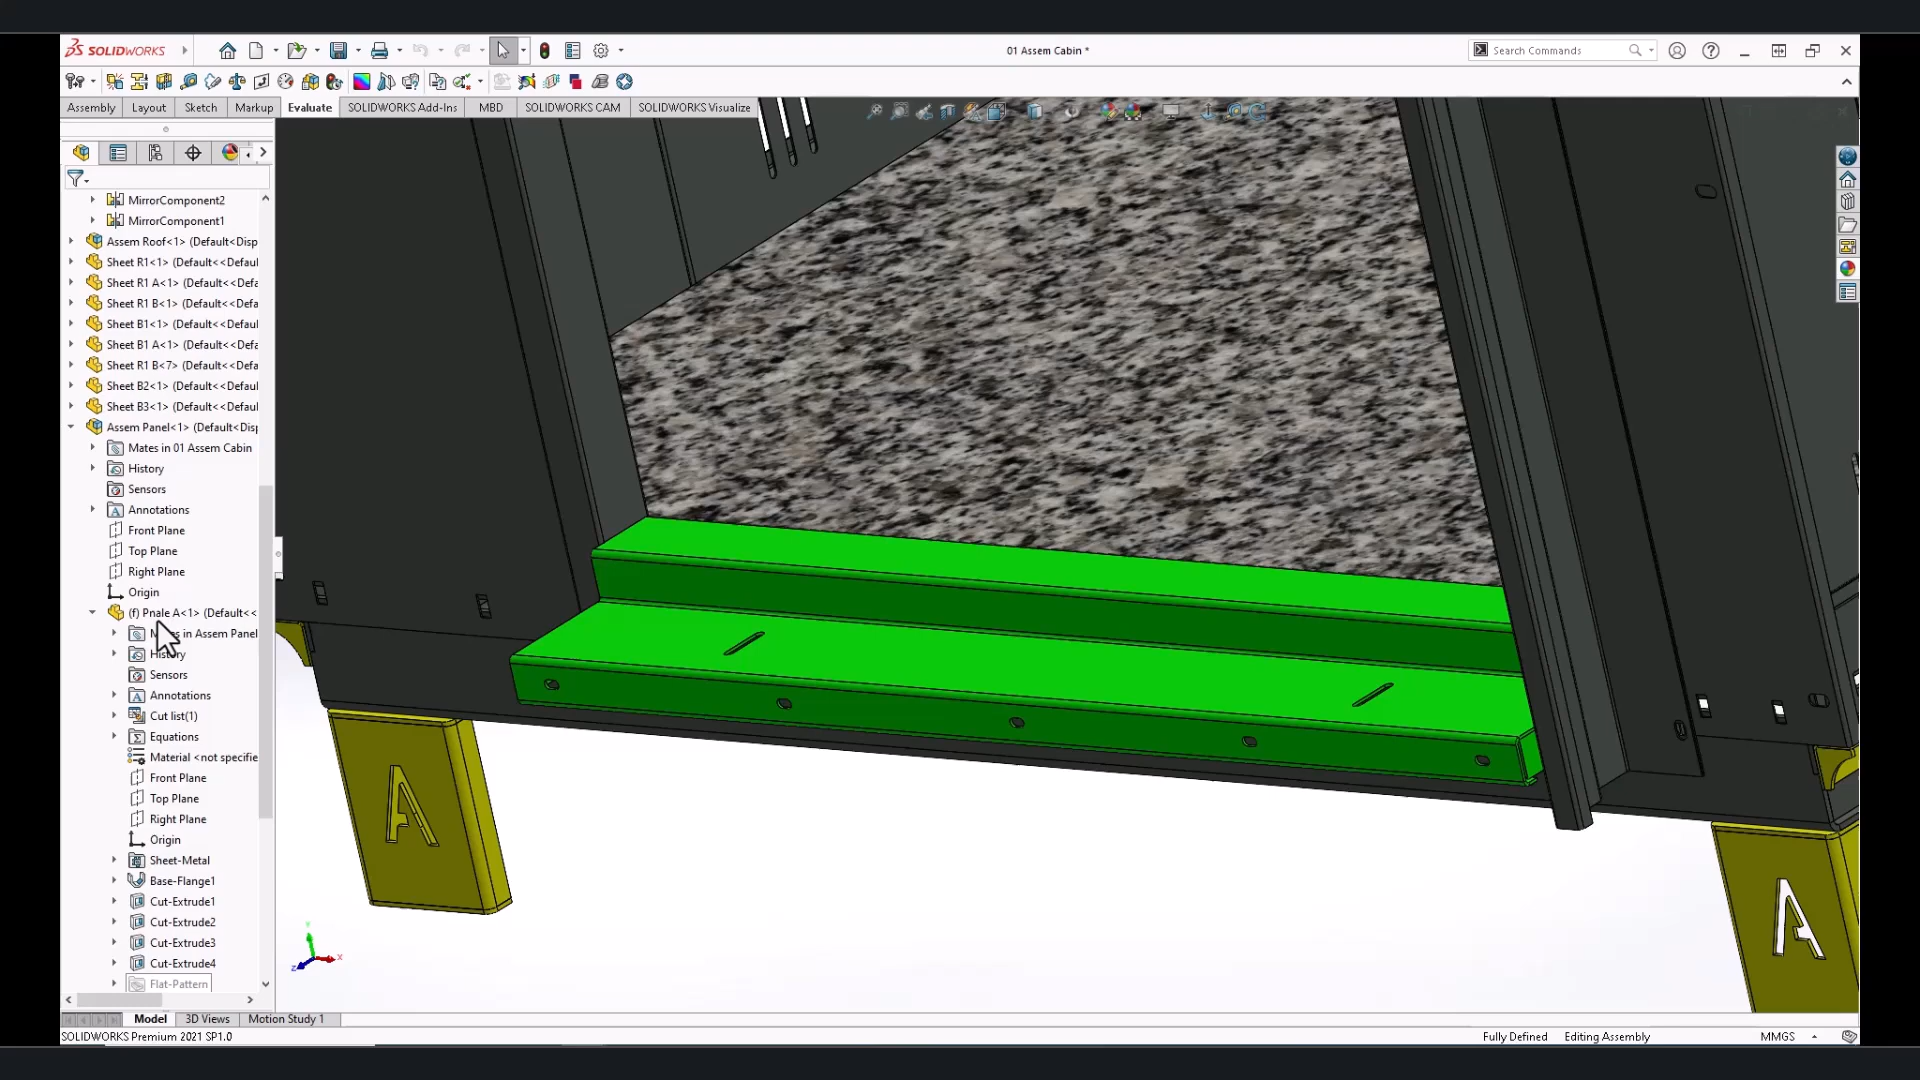 SOLIDWORKS
01 Assem Cabin *
Search Commands
Assembly
Layout
Sketch
Markup
Evaluate
SOLIDWORKS Add-Ins
MBD
SOLIDWORKS CAM
SOLIDWORKS Visualize
MirrorComponent2
MirrorComponent1
Assem Roof<1> (Default<Disp
Sheet R1<1> (Default<<Defaul
Sheet R1 A<1> (Default<<Defa
Sheet R1 B<1> (Default<<Defa
Sheet B1<1> (Default<<Defaul
Sheet B1 A<1> (Default<<Defa
Sheet R1 B<7> (Default<<Defa
Sheet B2<1> (Default<<Defaul
Sheet B3<1> (Default<<Defaul
Assem Panel<1> (Default<Disp
Mates in 01 Assem Cabin
History
Sensors
Annotations
Front Plane
Top Plane
Right Plane
Origin
(f) Pnale A<1> (Default<<
in Assem Panel
History
Sensors
Annotations
Cut list(1)
Equations
Material <not specifie
Front Plane
Top Plane
Right Plane
Origin
Sheet-Metal
Base-Flange1
Cut-Extrude1
Cut-Extrude2
Cut-Extrude3
Cut-Extrude4
Flat-Pattern
A
A
Y
X
Z
Model
3D Views
Motion Study 1
SOLIDWORKS Premium 2021 SP1.0
Fully Defined
Editing Assembly
MMGS